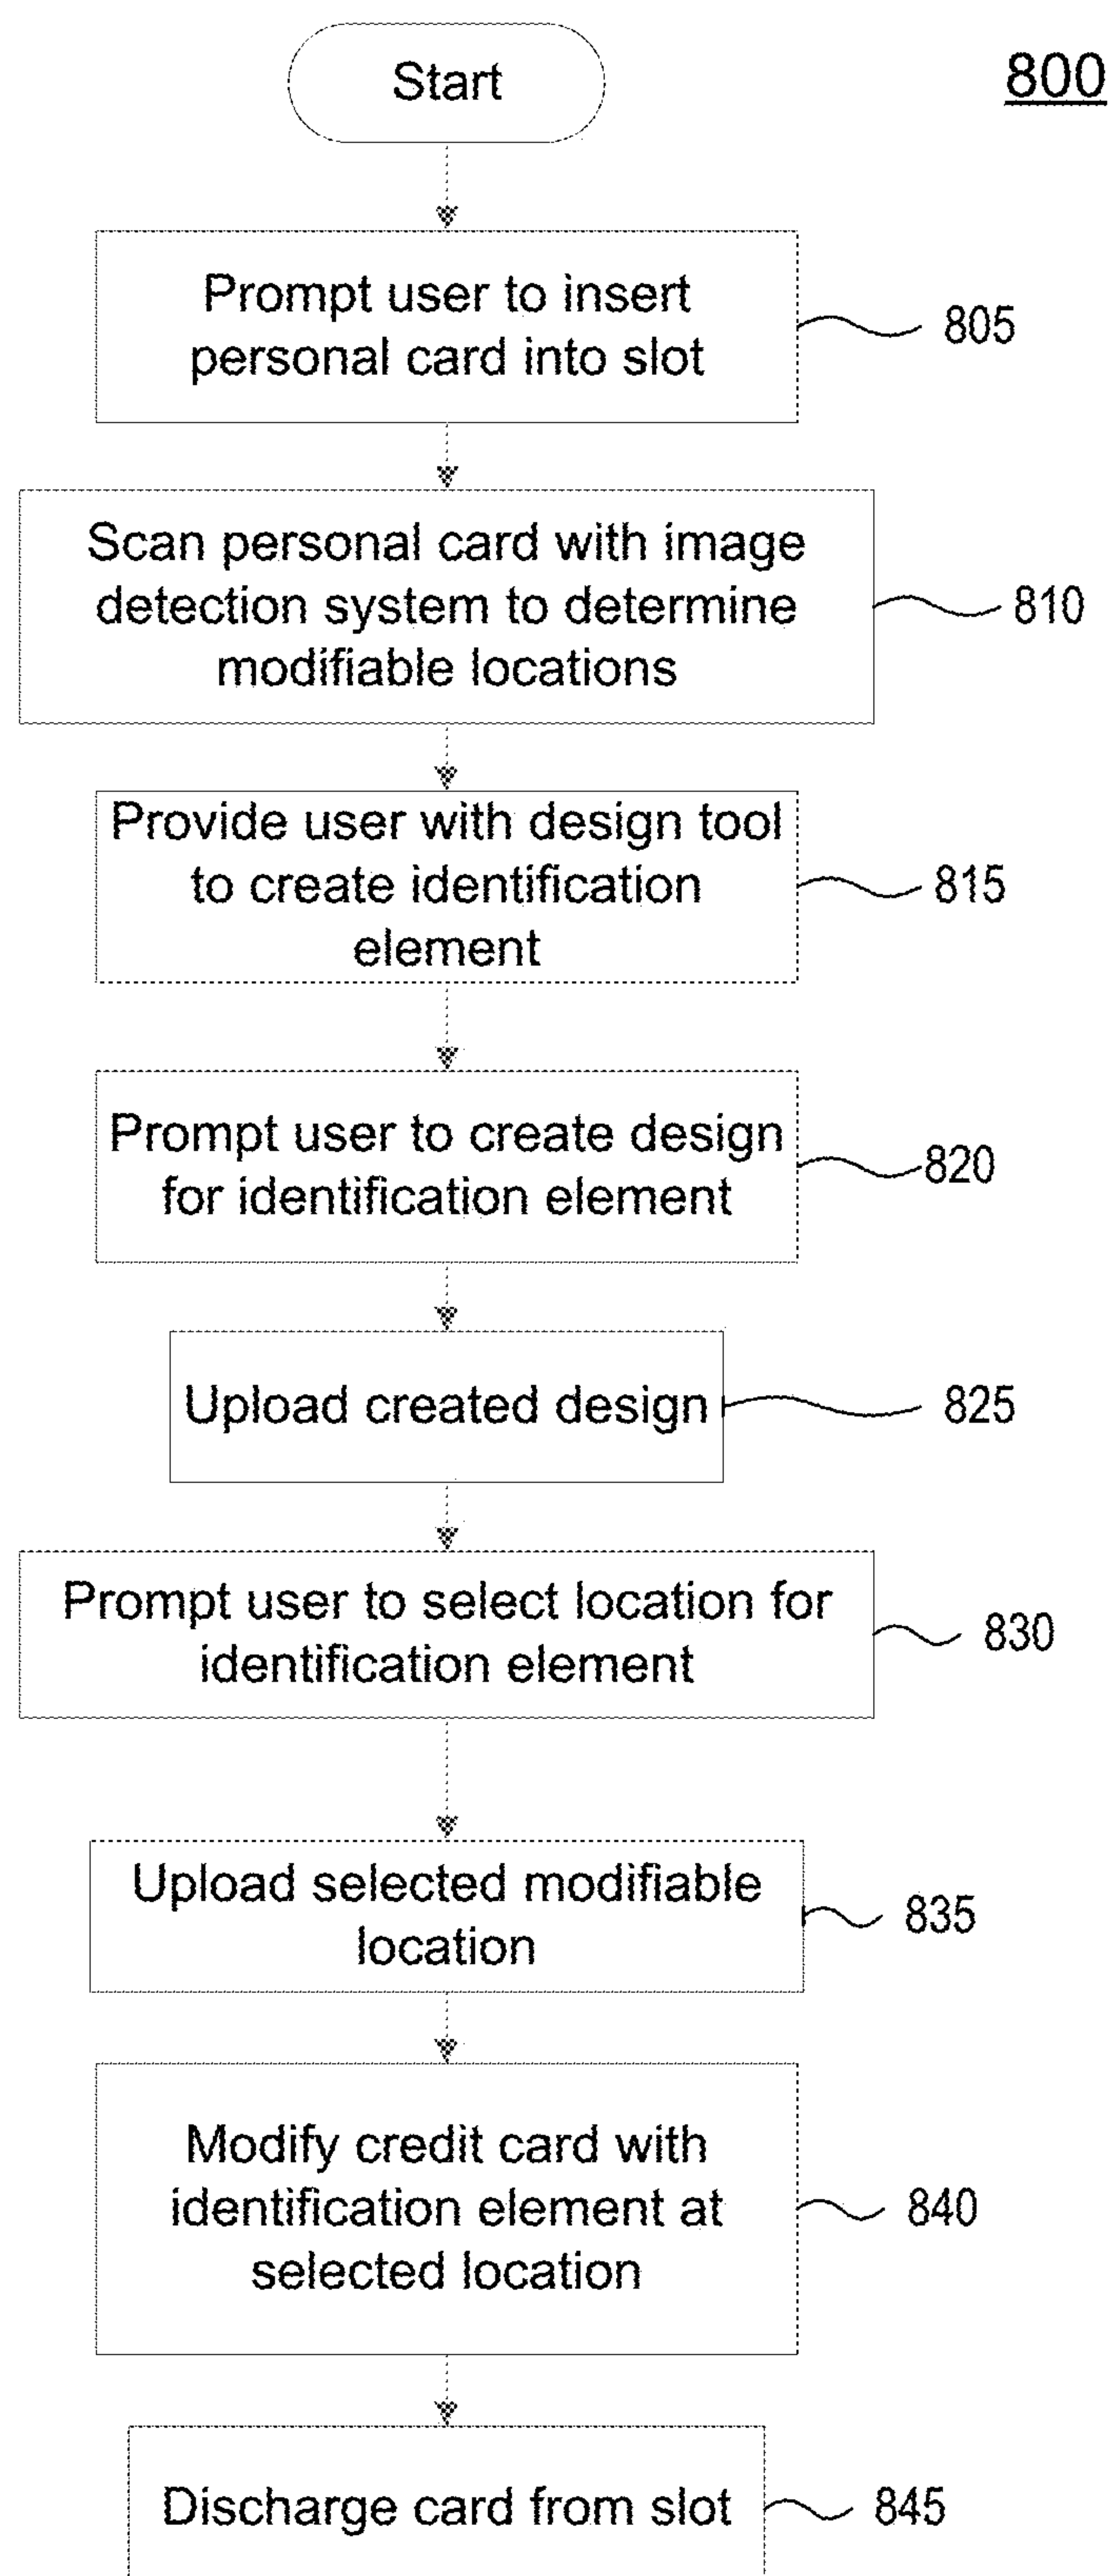 800
Start
Prompt user to insert
personal card into slot
805
Scan personal card with image
detection system to determine
modifiable locations
810
Provide user with design tool
to create identification
element
815
Prompt user to create design
for identification element
820
Upload created design
825
Prompt user to select location for
identification element
830
Upload selected modifiable
location
835
Modify credit card with
identification element at
selected location
840
Discharge card from slot
845